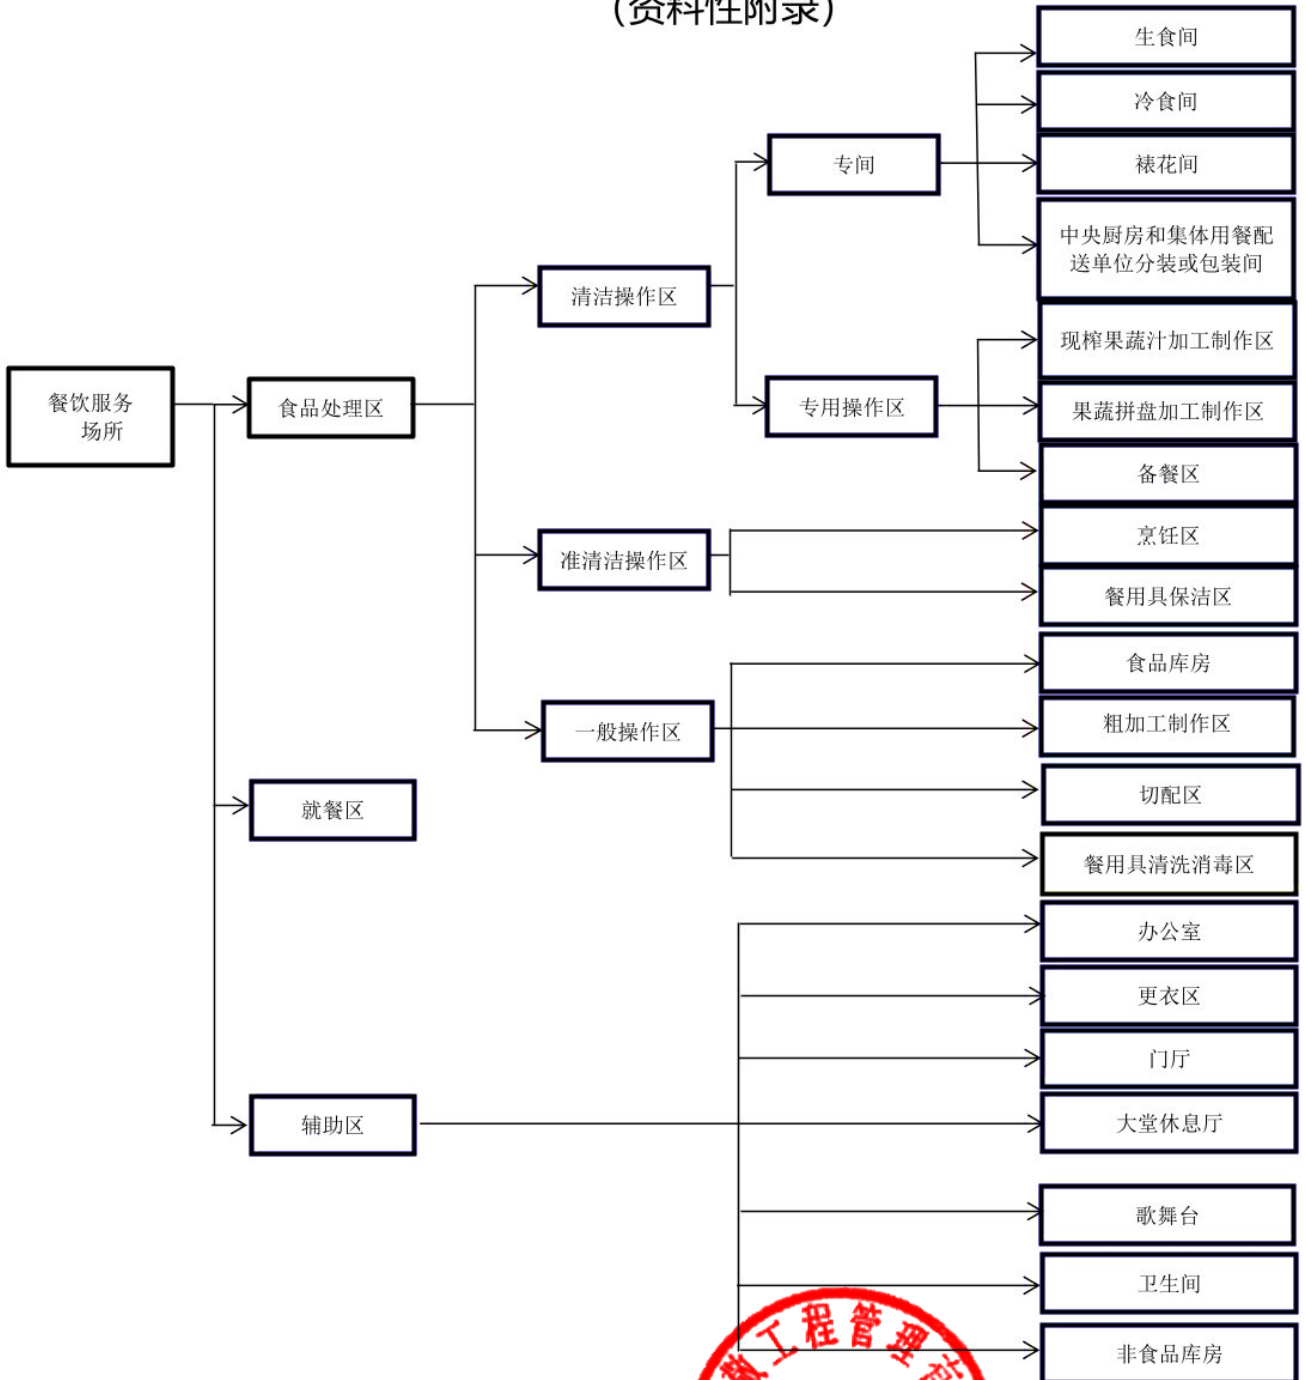 （资料性附录）
生食间
冷食间
裱花间
中央厨房和集体用餐配
送单位分装或包装间
现榨果蔬汁加工制作区
果蔬拼盘加工制作区
备餐区
烹饪区
餐用具保洁区
食品库房
粗加工制作区
切配区
餐用具清洗消毒区
办公室
更衣区
门厅
大堂休息厅
歌舞台
卫生间
非食品库房
专间
专用操作区
清洁操作区
准清洁操作区
一般操作区
食品处理区
就餐区
辅助区
餐饮服务
场所
工程管理